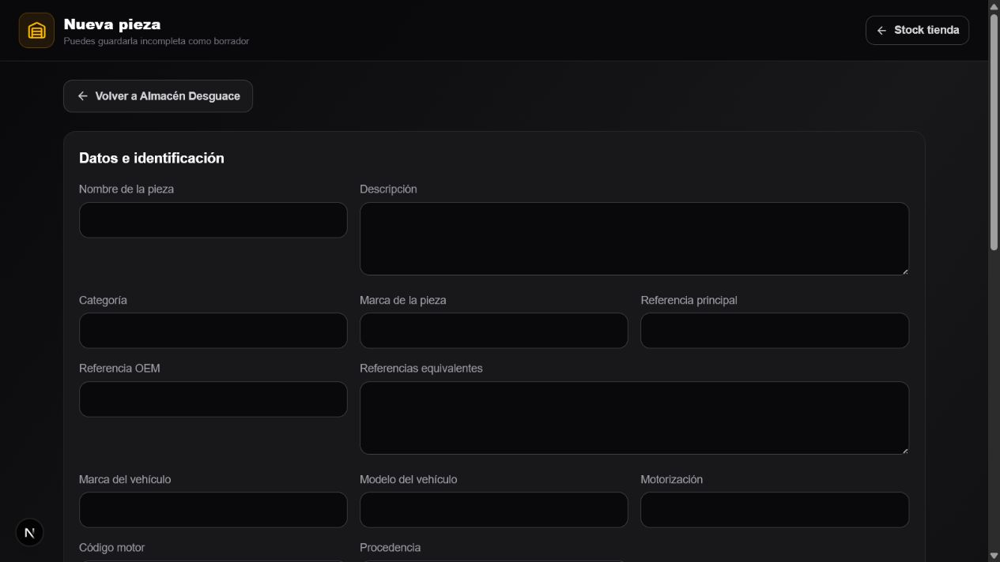 Nueva pieza
Puedes guardarla incompleta como borrador
Stock tienda
Volver a Almacén Desguace
Datos e identificación
Nombre de la pieza
Descripción
Categoría
Marca de la pieza
Referencia principal
Referencia OEM
Referencias equivalentes
Marca del vehículo
Modelo del vehículo
Motorización
N
Código motor
Procedencia